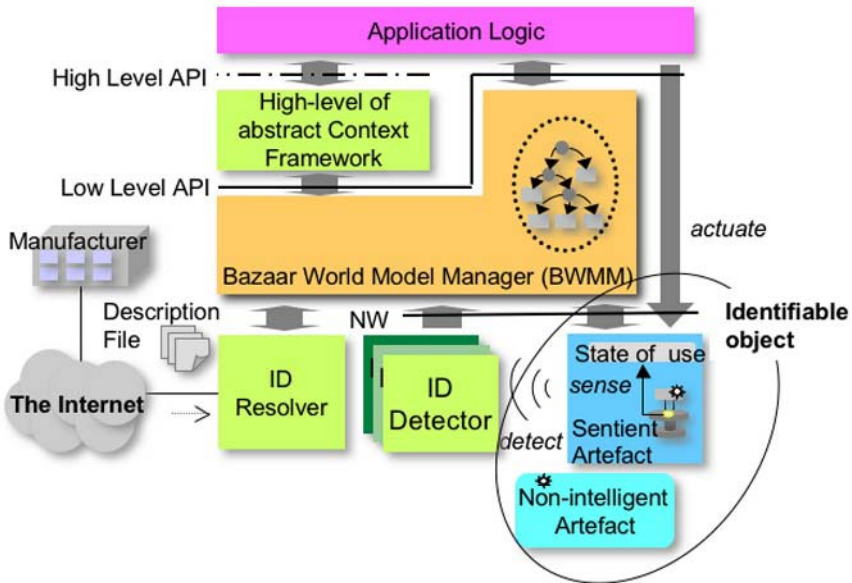 Application Logic
High Level API
High-level of
abstract Context
Framework
Low Level API
Manufacturer
actuate
Bazaar World Model Manager (BWMM)
Description
File
NW
Identifiable
object
The Internet
ID
Resolver
ID
Detector
detect
State of use
sense
Sentient
Artefact
Non-intelligent
Artefact